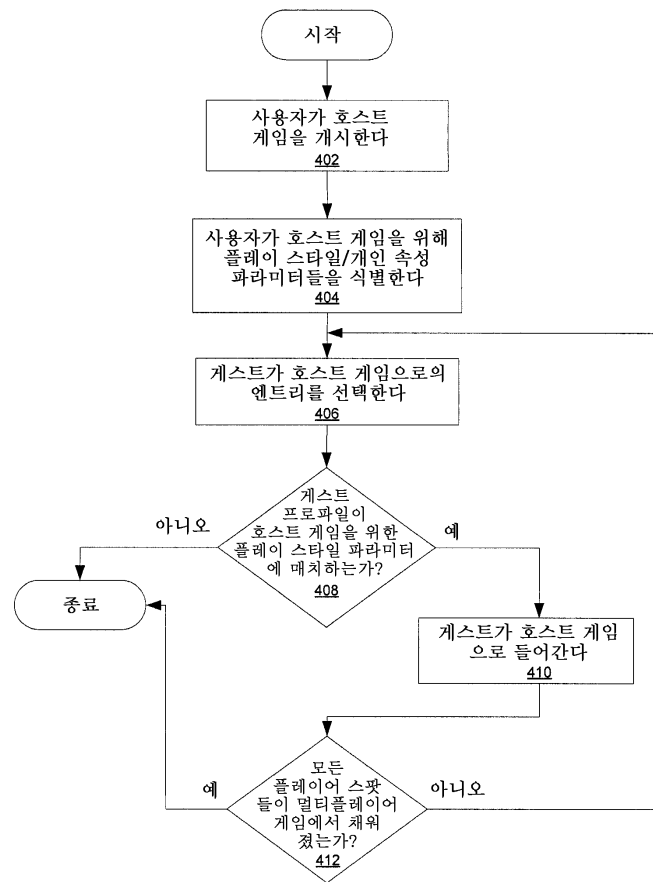 시작
사용자가 호스트
게임을 개시한다
402
사용자가 호스트 게임을 위해
플레이 스타일/개인 속성
파라미터들을 식별한다
404
게스트가 호스트 게임으로의
엔트리를 선택한다
406
게스트
프로파일이
호스트 게임을 위한
플레이 스타일 파라미터
에 매치하는가?
408
아니오
예
종료
게스트가 호스트 게임
으로 들어간다
410
모든
플레이어 스팟
들이 멀티플레이어
게임에서 채워
졌는가?
412
예
아니오